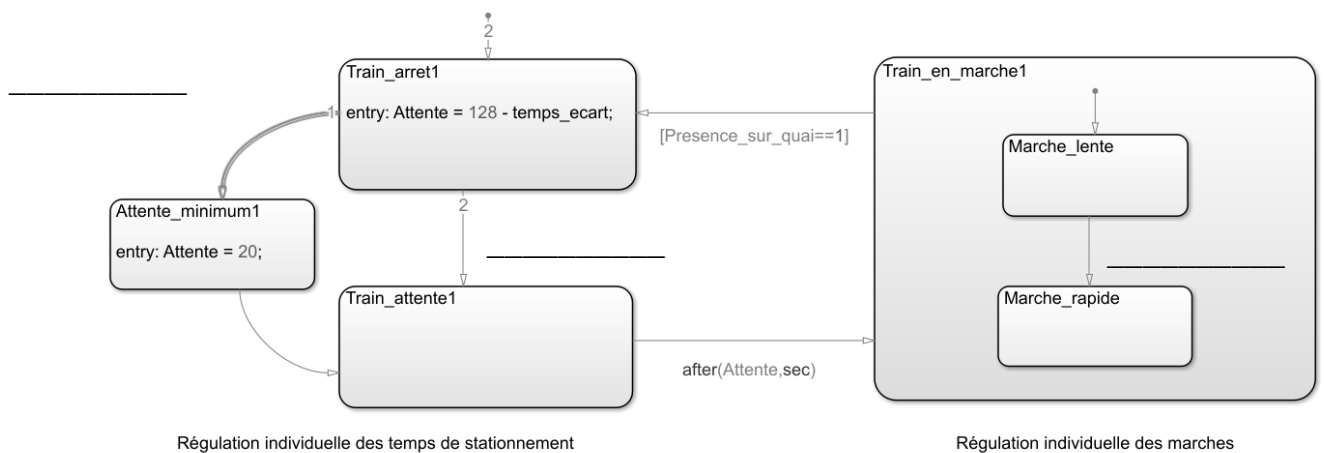 2
Train_arret1
entry: Attente = 128 - temps_ecart;
1
[Presence_sur_quai==1]
Attente_minimum1
entry: Attente = 20;
2
Train_attente1
after(Attente,sec)
Train_en_marche1
Marche_lente
Marche_rapide
Régulation individuelle des temps de stationnement
Régulation individuelle des marches